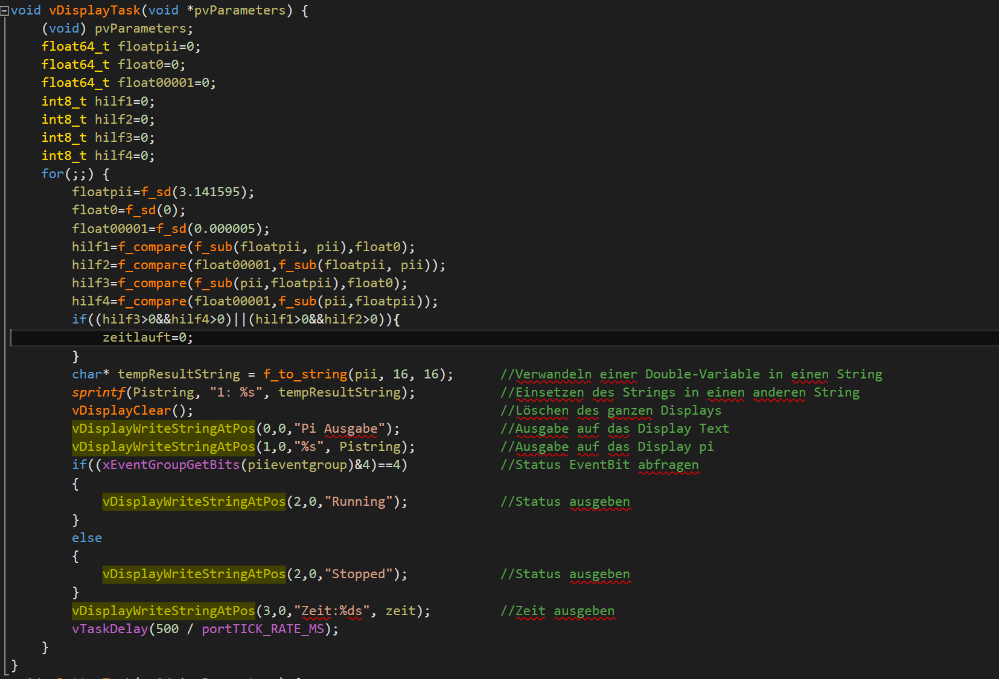 void vDisplayTask(void *pvParameters) {
(void) pvParameters;
float64_t floatpii=0;
float64_t float0=0;
float64_t float00001=0;
int8_t hilf1=0;
int8_t hilf2=0;
int8_t hilf3=0;
int8_t hilf4=0;
for(;;) {
floatpii=f_sd(3.141595);
float0=f_sd(0);
float00001=f_sd(0.000005);
hilf1=f_compare(f_sub(floatpii, pii),float0);
hilf2=f_compare(float00001,f_sub(floatpii, pii));
hilf3=f_compare(f_sub(pii,floatpii),float0);
hilf4=f_compare(float00001,f_sub(pii,floatpii));
if((hilf3>0&&hilf4>0)||(hilf1>0&&hilf2>0)){
zeitlauft=0;
}
char* tempResultString = f_to_string(pii, 16, 16); //Verwandeln einer Double-Variable in einen String
sprintf(Pistring, "1: %s", tempResultString); //Einsetzen des Strings in einen anderen String
vDisplayClear(); //Löschen des ganzen Displays
vDisplayWriteStringAtPos(0,0,"Pi Ausgabe"); //Ausgabe auf das Display Text
vDisplayWriteStringAtPos(1,0,"%s", Pistring); //Ausgabe auf das Display pi
if((xEventGroupGetBits(piieventgroup)&4)==4) //Status EventBit abfragen
{
vDisplayWriteStringAtPos(2,0,"Running"); //Status ausgeben
}
else
{
vDisplayWriteStringAtPos(2,0,"Stopped"); //Status ausgeben
}
vDisplayWriteStringAtPos(3,0,"Zeit:%ds", zeit); //Zeit ausgeben
vTaskDelay(500 / portTICK_RATE_MS);
}
}